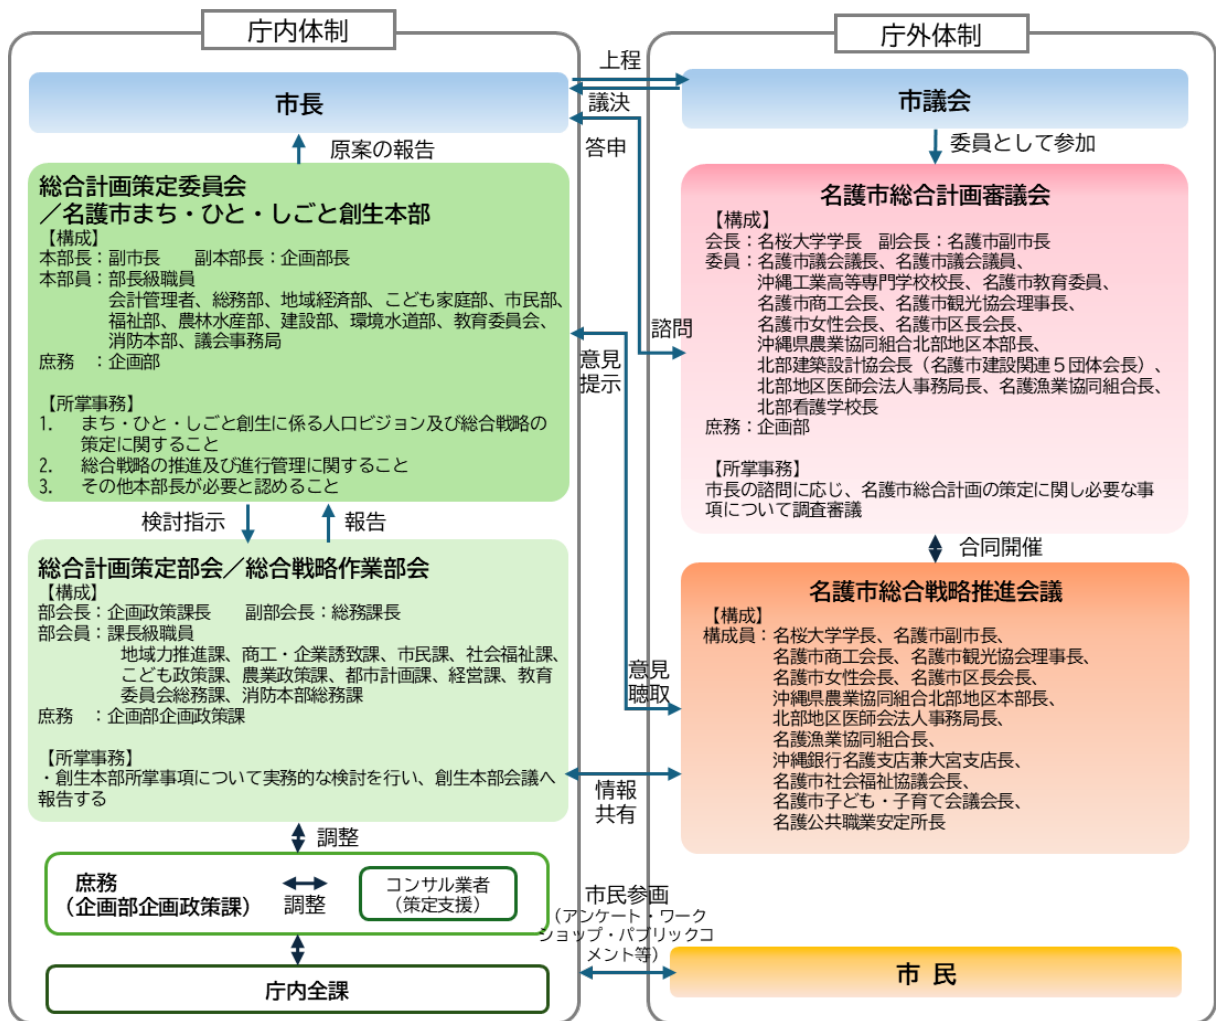 庁内体制
市長
原案の報告
総合計画策定委員会
／名護市まち・ひと・しごと創生本部
【構成】
本部長：副市長　　副本部長：企画部長
本部員：部長級職員
会計管理者、総務部、地域経済部、こども家庭部、市民部、
福祉部、農林水産部、建設部、環境水道部、教育委員会、
消防本部、議会事務局
庶務　：企画部
【所掌事務】
1.　まち・ひと・しごと創生に係る人口ビジョン及び総合戦略の
策定に関すること
2.　総合戦略の推進及び進行管理に関すること
3.　その他本部長が必要と認めること
検討指示
報告
総合計画策定部会／総合戦略作業部会
【構成】
部会長：企画政策課長　　副部会長：総務課長
部会員：課長級職員
地域力推進課、商工・企業誘致課、市民課、社会福祉課、
こども政策課、農業政策課、都市計画課、経営課、教育
委員会総務課、消防本部総務課
庶務　：企画部企画政策課
【所掌事務】
・創生本部所掌事項について実務的な検討を行い、創生本部会議へ
報告する
調整
庶務
（企画部企画政策課）
調整
コンサル業者
（策定支援）
庁内全課
上程
議決
答申
諮問
意見
提示
意見
聴取
情報
共有
市民参画
（アンケート・ワーク
ショップ・パブリックコ
メント等）
庁外体制
市議会
委員として参加
名護市総合計画審議会
【構成】
会長：名桜大学学長　副会長：名護市副市長
委員：名護市議会議長、名護市議会議員、
沖縄工業高等専門学校校長、名護市教育委員、
名護市商工会長、名護市観光協会理事長、
名護市女性会長、名護市区長会長、
沖縄県農業協同組合北部地区本部長、
北部建築設計協会長（名護市建設関連５団体会長）、
北部地区医師会法人事務局長、名護漁業協同組合長、
北部看護学校長
庶務：企画部
【所掌事務】
市長の諮問に応じ、名護市総合計画の策定に関し必要な事
項について調査審議
合同開催
名護市総合戦略推進会議
【構成】
構成員：名桜大学学長、名護市副市長、
名護市商工会長、名護市観光協会理事長、
名護市女性会長、名護市区長会長、
沖縄県農業協同組合北部地区本部長、
北部地区医師会法人事務局長、
名護漁業協同組合長、
沖縄銀行名護支店兼大宮支店長、
名護市社会福祉協議会長、
名護市子ども・子育て会議会長、
名護公共職業安定所長
市 民